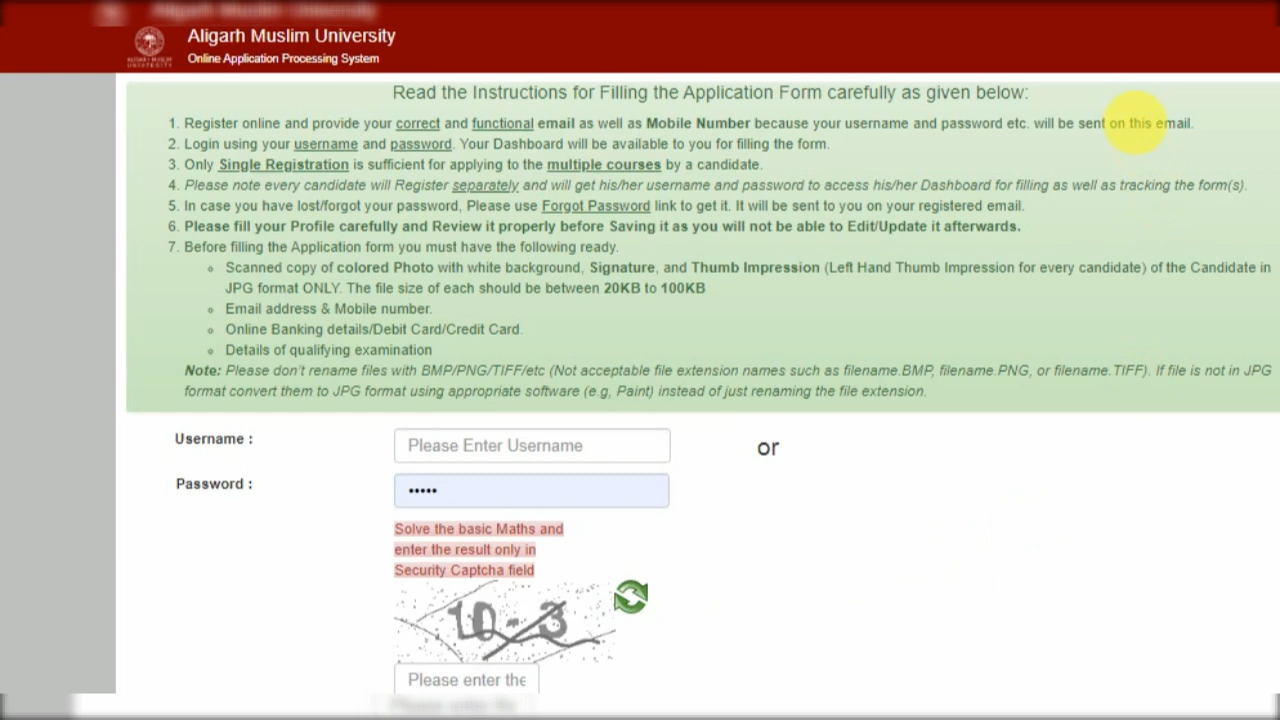 Aligarh Muslim University
Aligarh Muslim University
Online Application Processing System
Read the Instructions for Filling the Application Form carefully as given below:
1. Register online and provide your correct and functional email as well as Mobile Number because your username and password etc. will be sent on this email.
2. Login using your username and password. Your Dashboard will be available to you for filling the form.
3. Only Single Registration is sufficient for applying to the multiple courses by a candidate.
4. Please note every candidate will Register separately and will get his/her username and password to access his/her Dashboard for filling as well as tracking the form(s).
5. In case you have lost/forgot your password, Please use Forgot Password link to get it. It will be sent to you on your registered email.
6. Please fill your Profile carefully and Review it properly before Saving it as you will not be able to Edit/Update it afterwards.
7. Before filling the Application form you must have the following ready.
Scanned copy of colored Photo with white background, Signature, and Thumb Impression (Left Hand Thumb Impression for every candidate) of the Candidate in
JPG format ONLY. The file size of each should be between 20KB to 100KB
Email address & Mobile number.
Online Banking details/Debit Card/Credit Card.
Details of qualifying examination
Note: Please don't rename files with BMP/PNG/TIFF/etc (Not acceptable file extension names such as filename.BMP, filename.PNG, or filename.TIFF). If file is not in JPG
format convert them to JPG format using appropriate software (e.g, Paint) instead of just renaming the file extension.
Username :
Please Enter Username
or
Password :
•••••
Solve the basic Maths and
enter the result only in
Security Captcha field
10 - 3
Please enter the